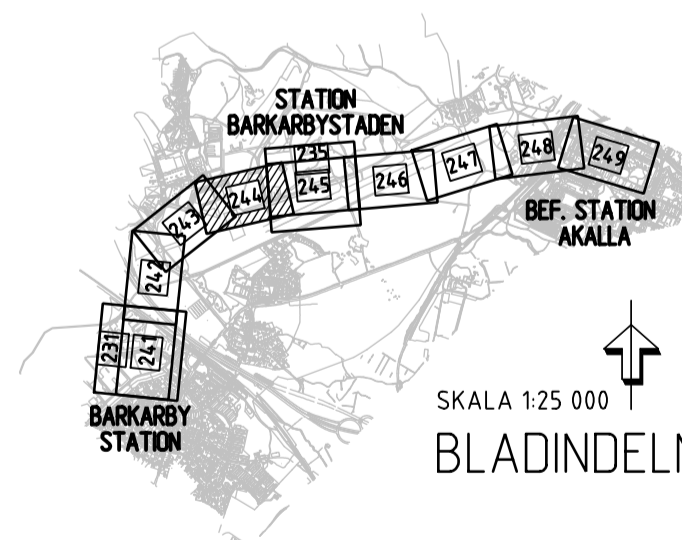 STATION
BARKARBYSTADEN
235
248
249
247
246
245
244
243
BEF. STATION
AKALLA
242
231
241
SKALA 1:25 000
BARKARBY
STATION
BLADINDELN